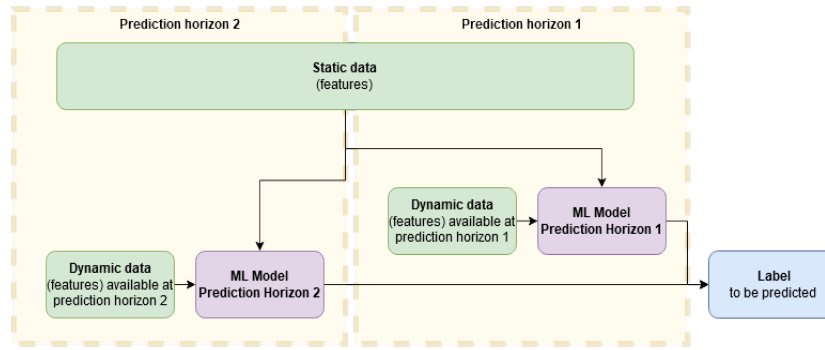 Prediction horizon 2
Prediction horizon 1
Static data
(features)
Dynamic data
(features) available at
prediction horizon 1
ML Model
Prediction Horizon 1
Dynamic data
(features) available at
prediction horizon 2
ML Model
Prediction Horizon 2
Label
to be predicted